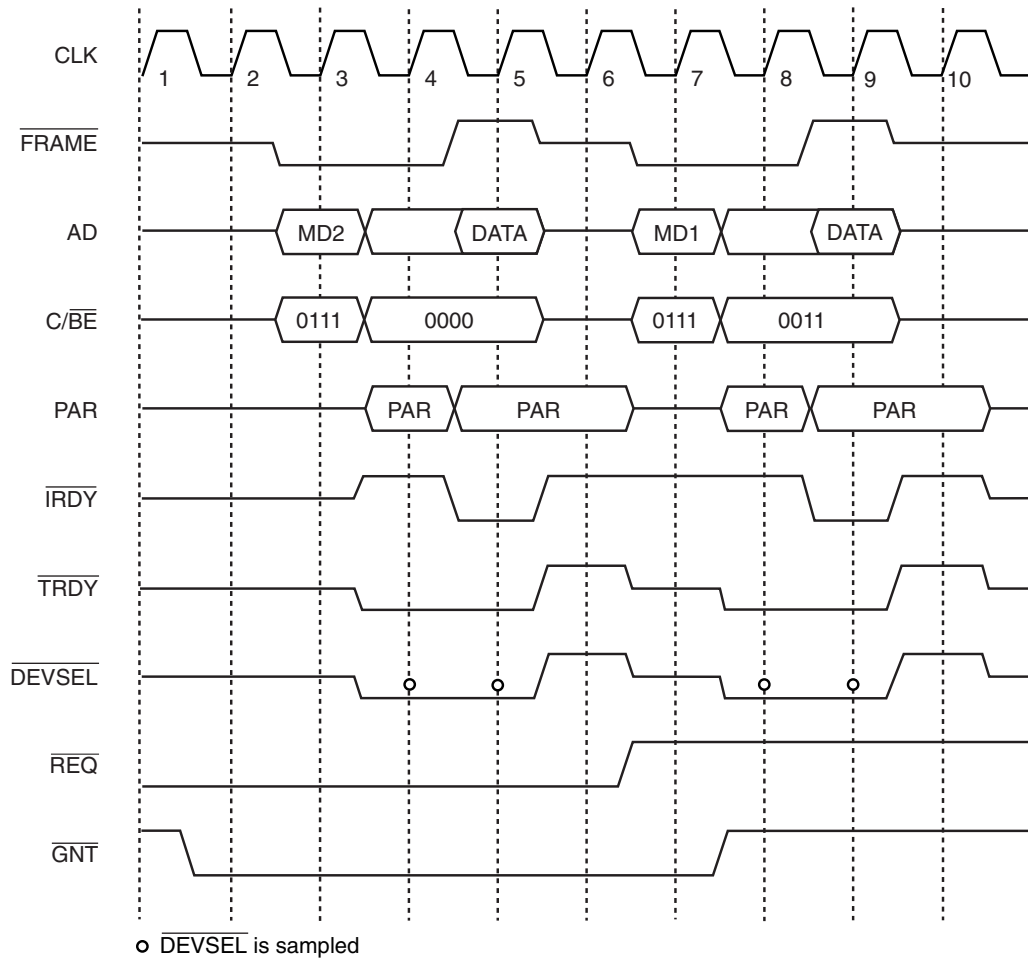 CLK
1 2 3 4 5 6 7 8 9 10
FRAME
AD MD2 DATA MD1 DATA
C/BE 0111 0000 0111 0011
PAR PAR PAR PAR PAR
IRDY
TRDY
DEVSEL
REQ
GNT
DEVSEL is sampled